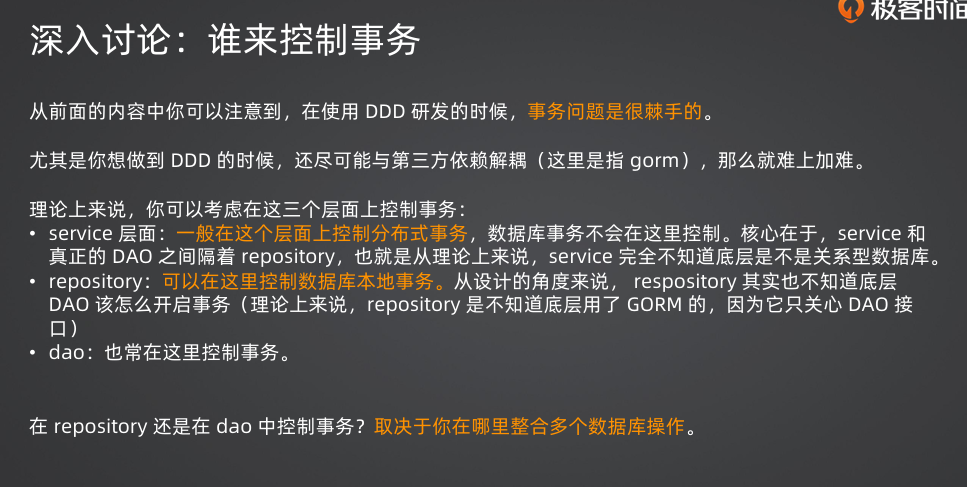 极客时间
深入讨论：谁来控制事务
从前面的内容中你可以注意到，在使用 DDD 研发的时候，事务问题是很棘手的。
尤其是你想做到 DDD 的时候，还尽可能与第三方依赖解耦（这里是指 gorm），那么就难上加难。
理论上来说，你可以考虑在这三个层面上控制事务：
• service 层面：一般在这个层面上控制分布式事务，数据库事务不会在这里控制。核心在于，service 和
真正的 DAO 之间隔着 repository，也就是从理论上来说，service 完全不知道底层是不是关系型数据库。
• repository：可以在这里控制数据库本地事务。从设计的角度来说， respository 其实也不知道底层
DAO 该怎么开启事务（理论上来说，repository 是不知道底层用了 GORM 的，因为它只关心 DAO 接
口）
• dao：也常在这里控制事务。
在 repository 还是在 dao 中控制事务？取决于你在哪里整合多个数据库操作。